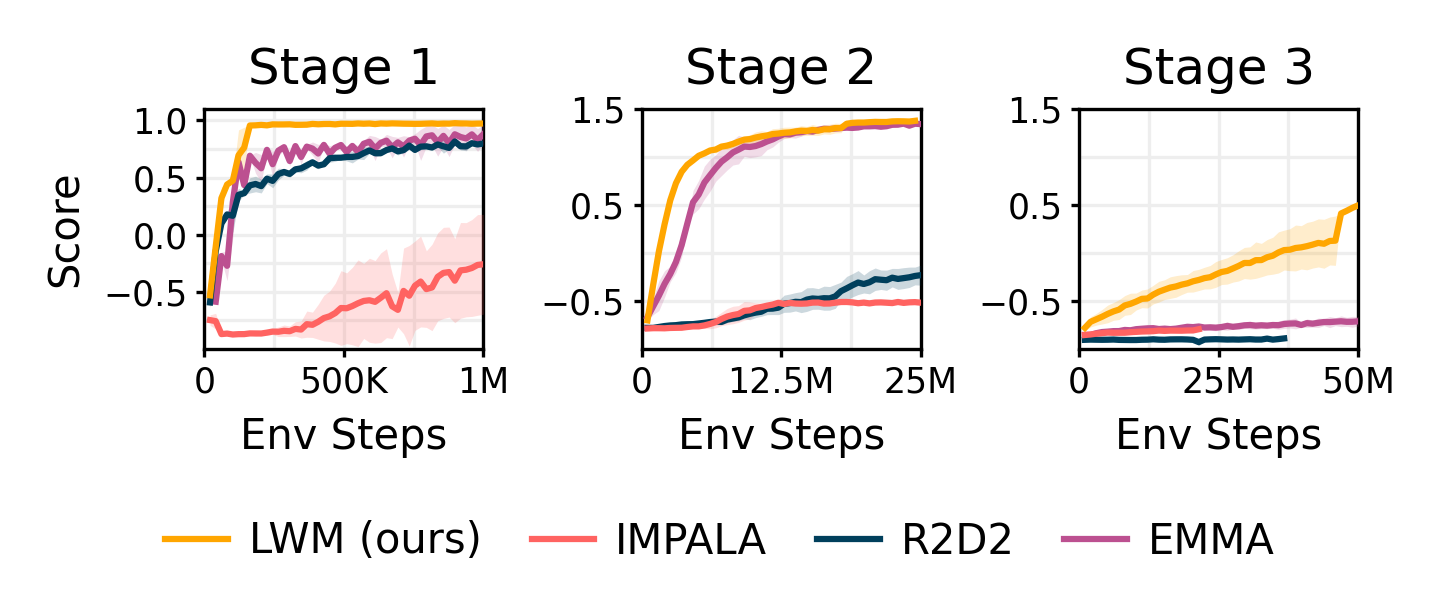 Stage 1
Stage 2
Stage 3
Score
1.0
0.5
0.0
−0.5
0
500K
1M
Env Steps
1.5
0.5
−0.5
0
12.5M
25M
Env Steps
1.5
0.5
−0.5
0
25M
50M
Env Steps
LWM (ours)
IMPALA
R2D2
EMMA